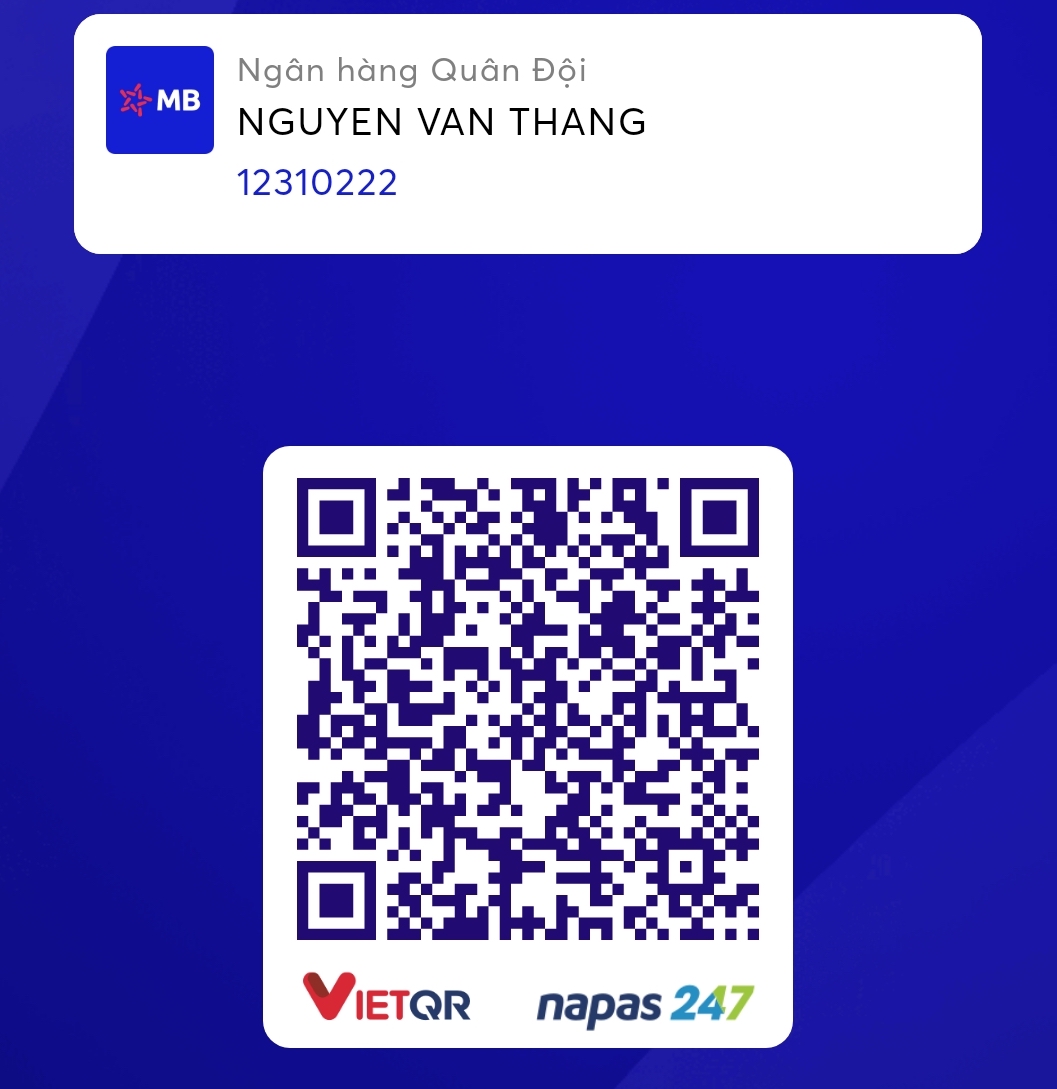 MB
Ngân hàng Quân Đội
NGUYEN VAN THANG
12310222
VIETQR
napas 247